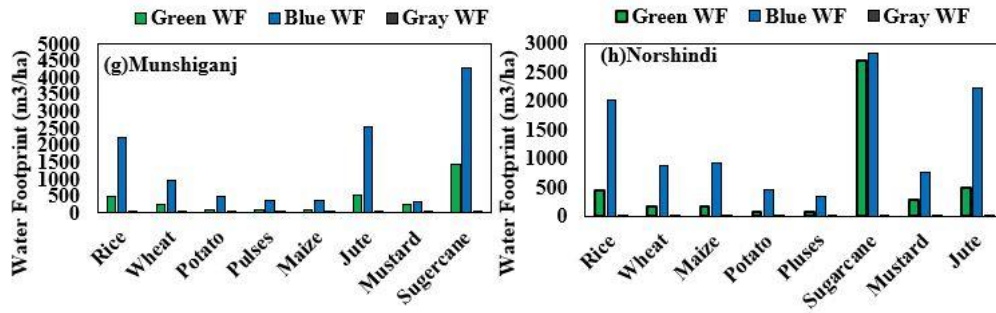 Green WF Blue WF Gray WF
Water Footprint (m3/ha)
(g)Munshiganj
5000
4500
4000
3500
3000
2500
2000
1500
1000
500
0
Rice
Wheat
Potato
Pulses
Maize
Jute
Mustard
Sugercane
Green WF Blue WF Gray WF
Water Footprint (m3/ha)
(h)Norshindi
3000
2500
2000
1500
1000
500
0
Rice
Wheat
Maize
Potato
Pluses
Sugarcane
Mustard
Jute